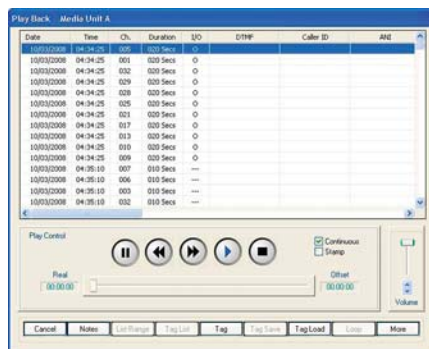 Play Back Media Unit A
Date Time Ch. Duration I/O DTMF Caller ID ANI
10/03/2008 04:34:25 005 020 Secs O
10/03/2008 04:34:25 001 020 Secs O
10/03/2008 04:34:25 032 020 Secs O
10/03/2008 04:34:25 029 020 Secs O
10/03/2008 04:34:25 028 020 Secs O
10/03/2008 04:34:25 025 020 Secs O
10/03/2008 04:34:25 021 020 Secs O
10/03/2008 04:34:25 017 020 Secs O
10/03/2008 04:34:25 013 020 Secs O
10/03/2008 04:34:25 010 020 Secs O
10/03/2008 04:34:25 009 020 Secs O
10/03/2008 04:35:10 007 010 Secs ---
10/03/2008 04:35:10 006 010 Secs ---
10/03/2008 04:35:10 003 010 Secs ---
10/03/2008 04:35:10 032 010 Secs ---
Play Control
Continuous
Stamp
Real
00:00:00
Offset
00:00:00
Volume
Cancel Notes List Range Tag List Tag Tag Save Tag Load Loop More